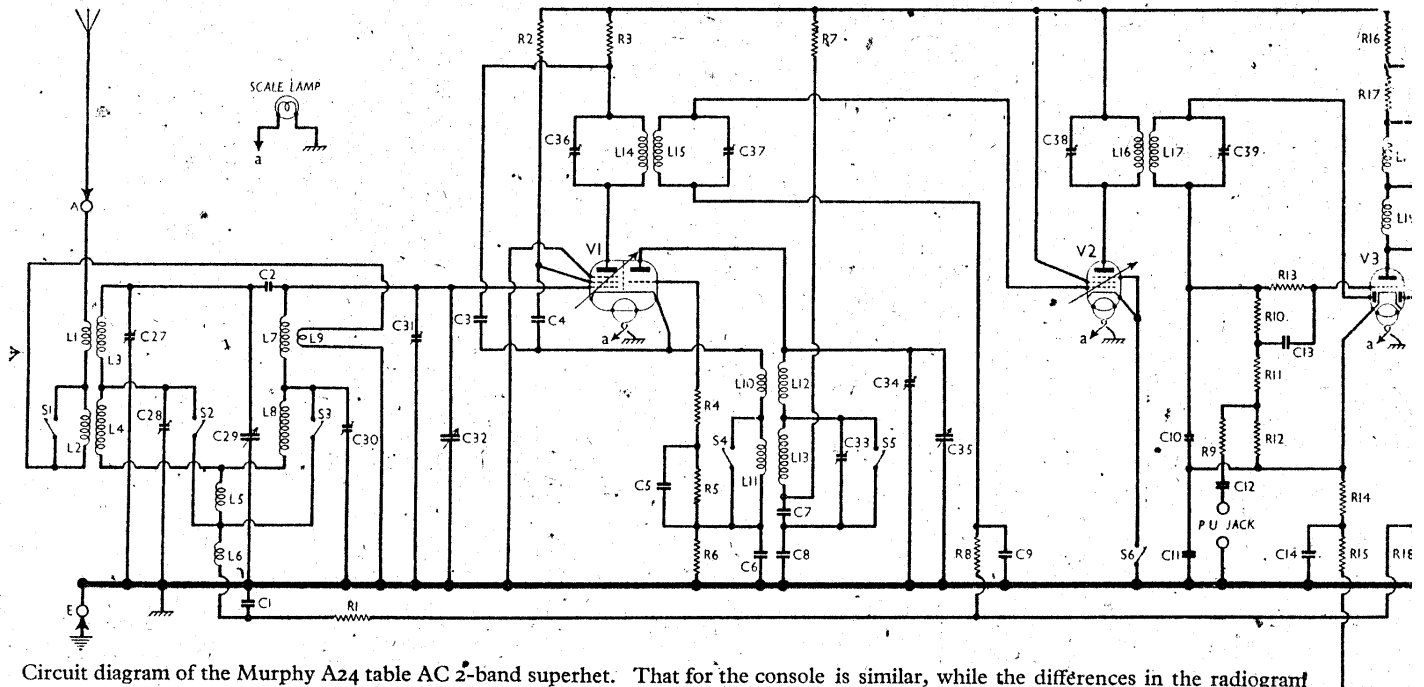 R2
R3
R7
R16
R17
SCALE LAMP
a
C36
L14
L15
C37
C38
L16
L17
C39
L19
A
V1
V2
V3
C2
R13
R10
C13
L1
L3
C27
L7
L9
C31
C3
C4
a
a
a
A
L10
L12
C34
R11
S1
L2
L4
C28
S2
C29
L8
S3
C30
C32
R4
S4
L11
L13
C33
S5
C35
C10
R9
R12
C5
R5
C7
C12
R14
L5
L6
R6
C6
C8
R8
C9
S6
C11
PU JACK
C14
R15
R18
E
C1
R1
Circuit diagram of the Murphy A24 table AC 2-band superhet. That for the console is similar, while the differences in the radiogram